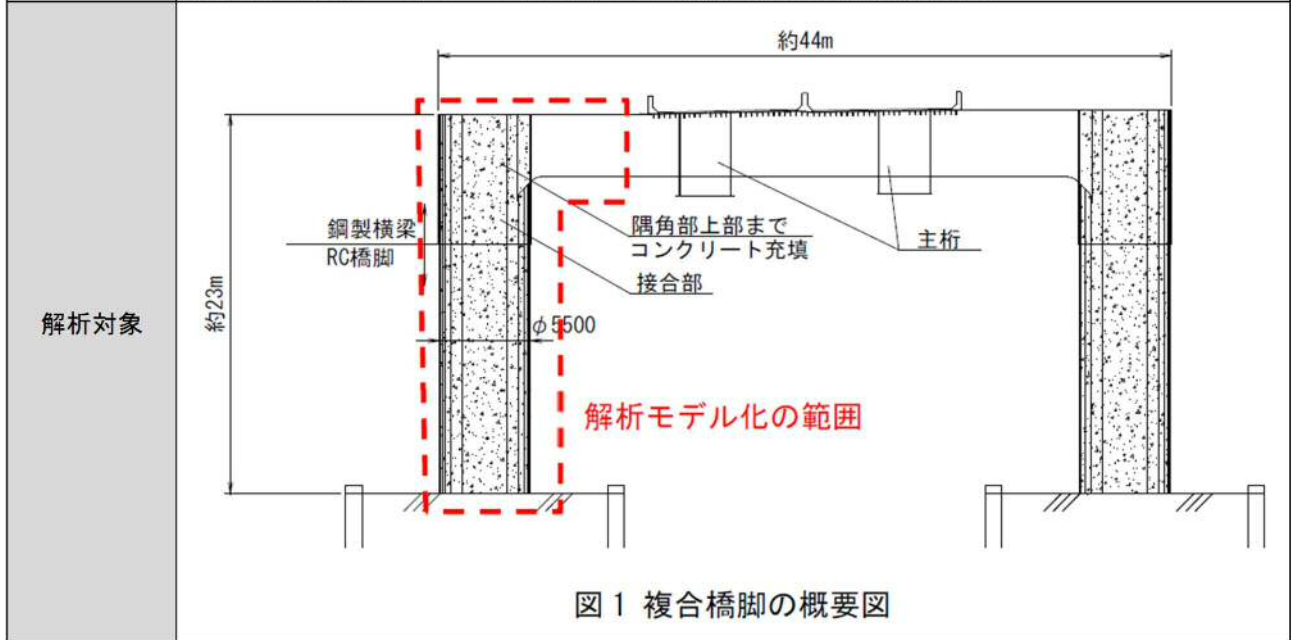 解析対象
約44m
鋼製横梁
RC橋脚
隅角部上部まで
コンクリート充填
主桁
接合部
約23m
φ5500
解析モデル化の範囲
図1 複合橋脚の概要図